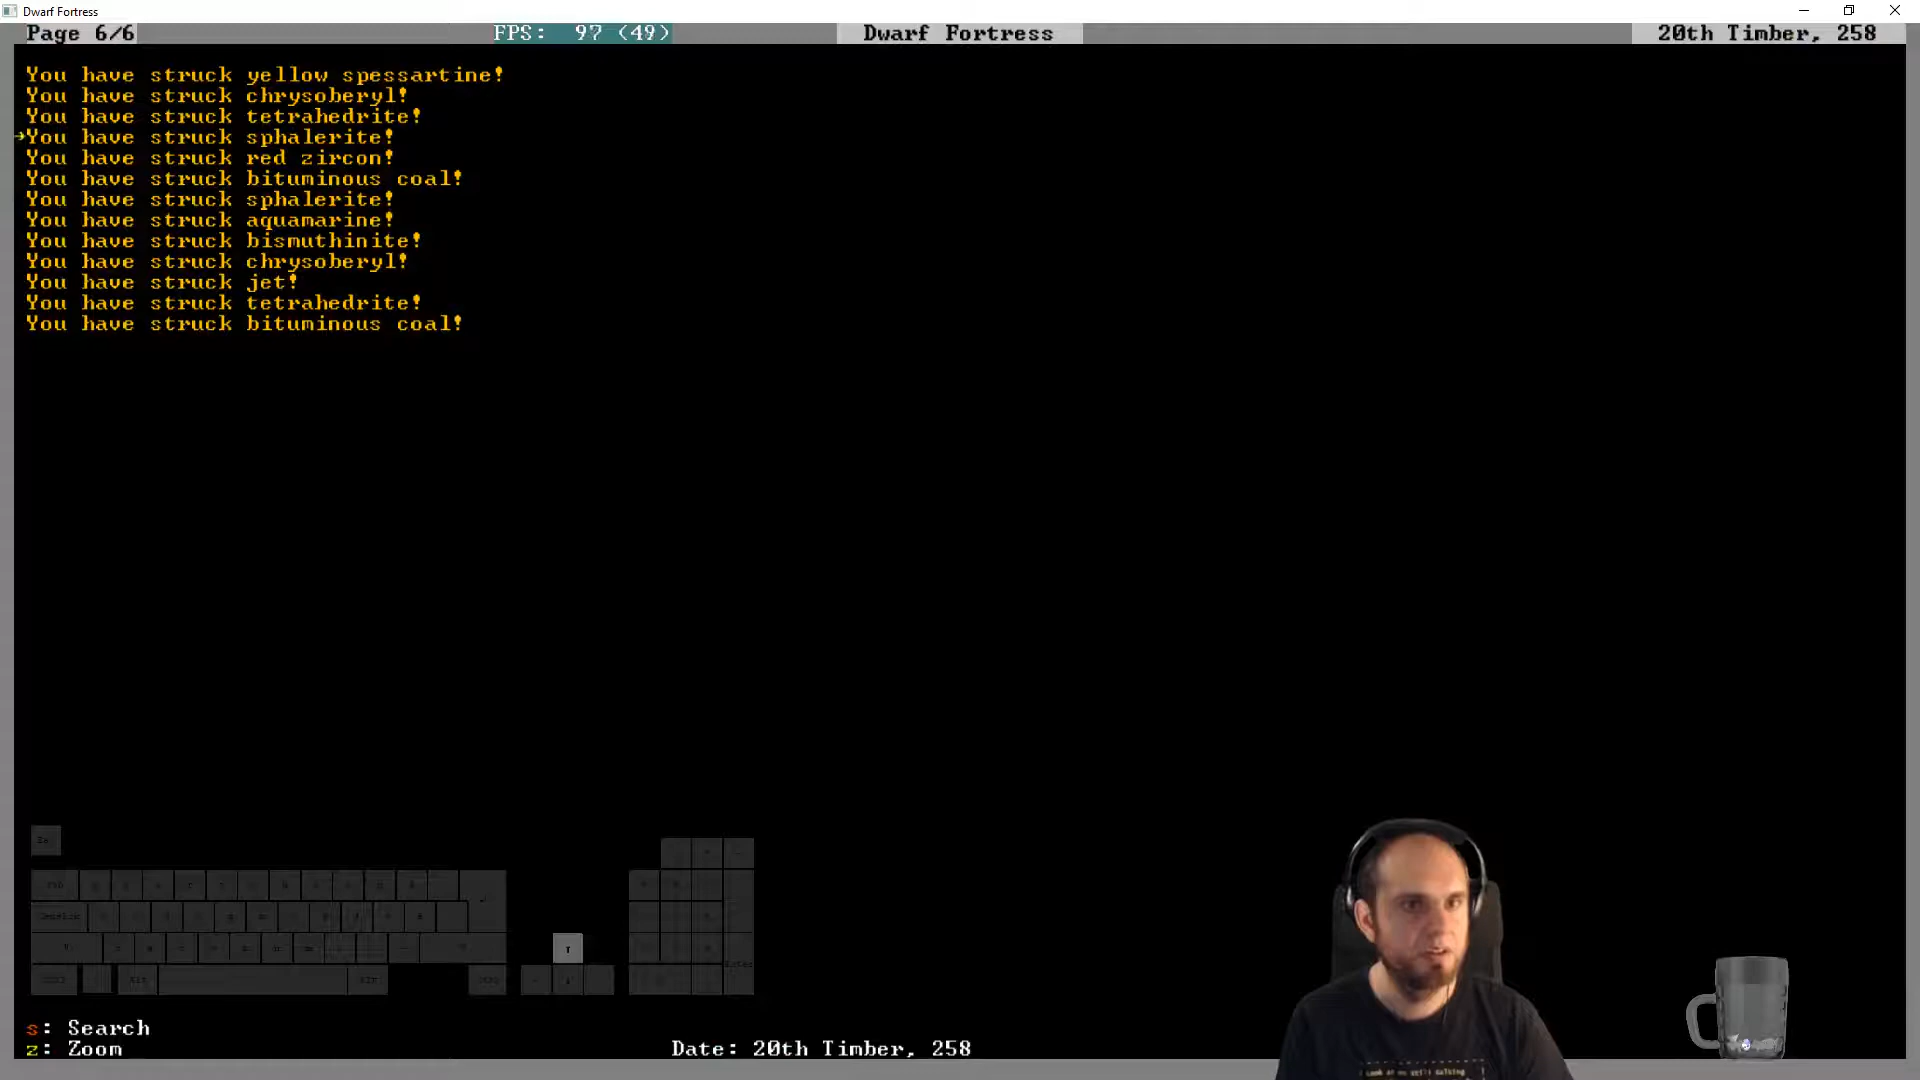 Dwarf Fortress
Page 6/6
FPS: 97 (49)
Dwarf Fortress
20th Timber, 258
You have struck yellow spessartine!
You have struck chrysoberyl!
You have struck tetrahedrite!
You have struck sphalerite!
You have struck red zircon!
You have struck bituminous coal!
You have struck sphalerite!
You have struck aquamarine!
You have struck bismuthinite!
You have struck chrysoberyl!
You have struck jet!
You have struck tetrahedrite!
You have struck bituminous coal!
s: Search
z: Zoom
Date: 20th Timber, 258